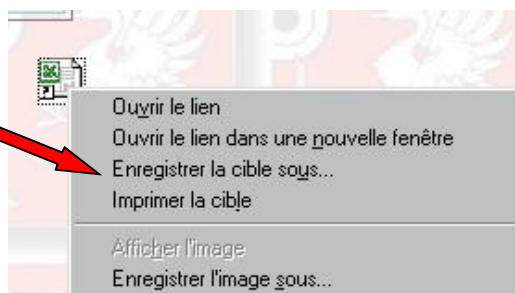 Ouvrir le lien
Ouvrir le lien dans une nouvelle fenêtre
Enregistrer la cible sous...
Imprimer la cible
Afficher l'image
Enregistrer l'image sous...